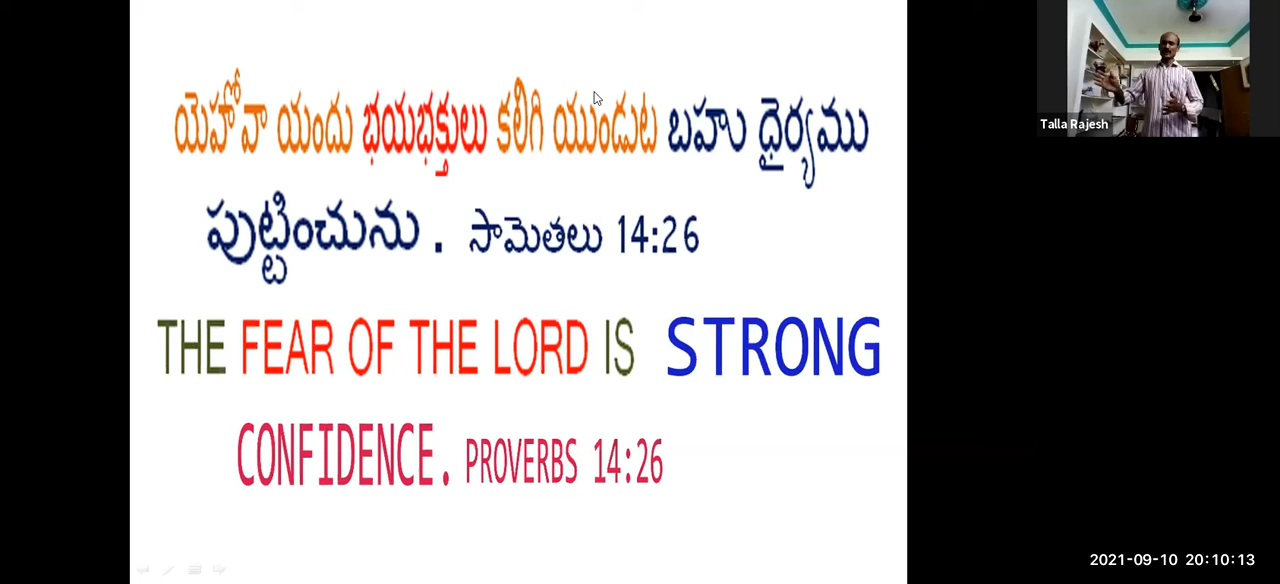 యెహోవా యందు భయభక్తులు కలిగి యుండుట బహు ధైర్యము
పుట్టించును . సామెతలు 14:26
THE FEAR OF THE LORD IS STRONG
CONFIDENCE. PROVERBS 14:26
Talla Rajesh
2021-09-10 20:10:13